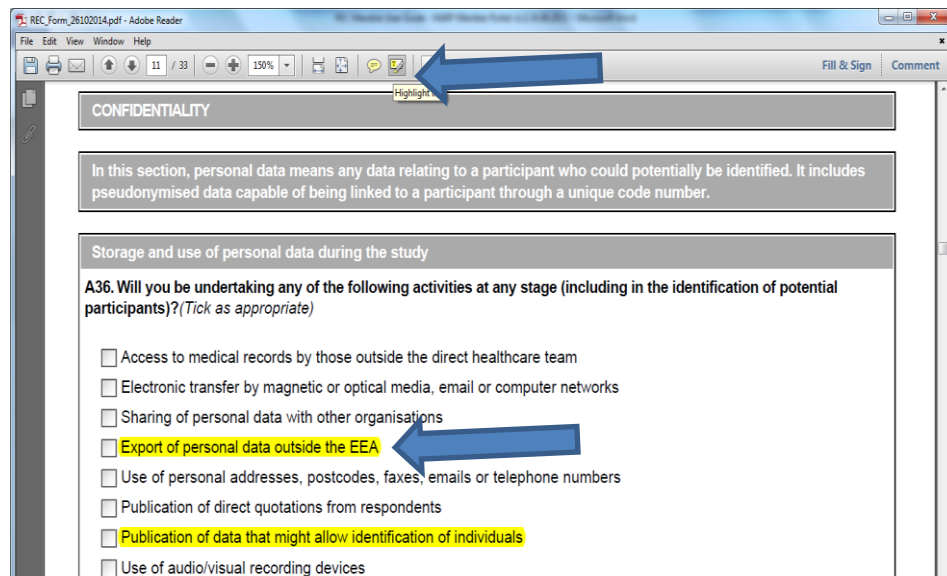 REC_Form_26102014.pdf - Adobe Reader
File Edit View Window Help
11 / 33 150% Fill & Sign Comment
Highlight
CONFIDENTIALITY
In this section, personal data means any data relating to a participant who could potentially be identified. It includes
pseudonymised data capable of being linked to a participant through a unique code number.
Storage and use of personal data during the study
A36. Will you be undertaking any of the following activities at any stage (including in the identification of potential
participants)?(Tick as appropriate)
Access to medical records by those outside the direct healthcare team
Electronic transfer by magnetic or optical media, email or computer networks
Sharing of personal data with other organisations
Export of personal data outside the EEA
Use of personal addresses, postcodes, faxes, emails or telephone numbers
Publication of direct quotations from respondents
Publication of data that might allow identification of individuals
Use of audio/visual recording devices